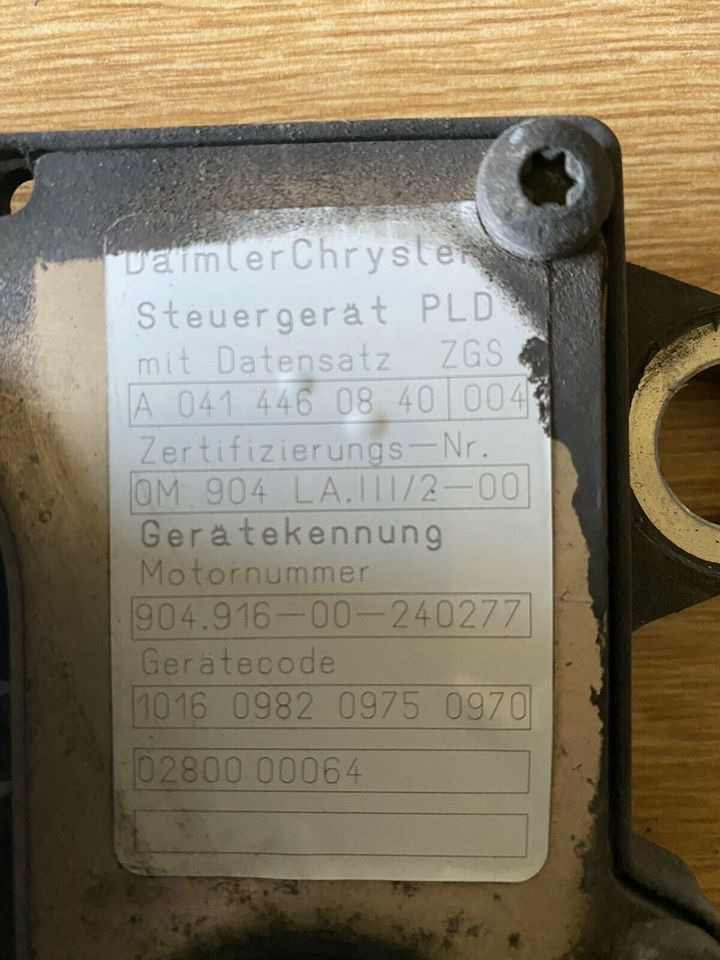 DaimlerChrysler
Steuergerät PLD
mit Datensatz ZGS
A 041 446 08 40 004
Zertifizierungs-Nr.
OM 904 LA.III/2-00
Gerätekennung
Motornummer
904.916-00-240277
Gerätecode
1016 0982 0975 0970
02800 00064